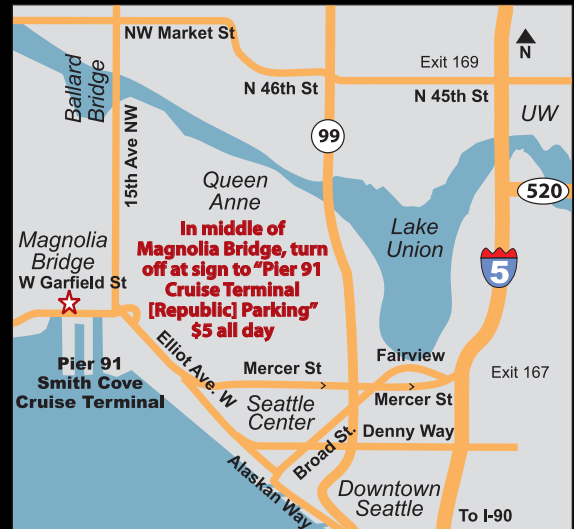 NW Market St
Exit 169
N
N 46th St
N 45th St
Ballard
Bridge
15th Ave NW
99
UW
520
Queen
Anne
Lake
Union
In middle of
Magnolia Bridge, turn
off at sign to “Pier 91
Cruise Terminal
[Republic] Parking”
$5 all day
Magnolia
Bridge
W Garfield St
5
Pier 91
Smith Cove
Cruise Terminal
Elliot Ave. W
Mercer St
Fairview
Exit 167
Mercer St
Seattle
Center
Broad St.
Denny Way
Alaskan Way
Downtown
Seattle
To I-90